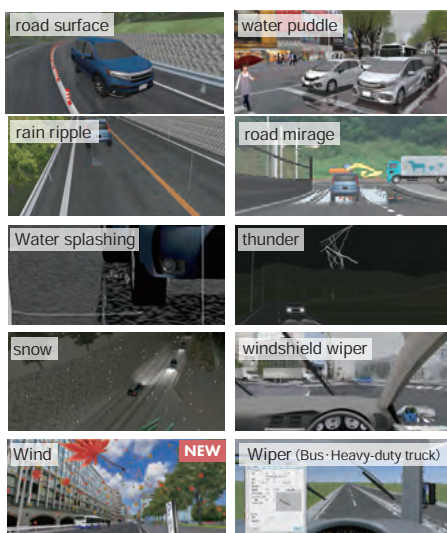 road surface
water puddle
rain ripple
road mirage
Water splashing
thunder
snow
windshield wiper
Wind
NEW
Wiper (Bus･Heavy-duty truck)